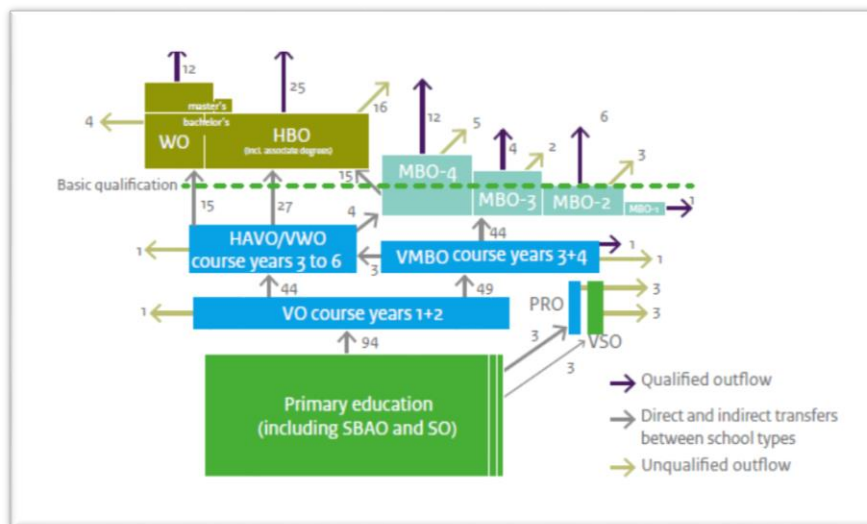 12
25
16
4
master's
bachelor's
WO
HBO
(incl. associate degrees)
12
5
4
2
6
3
15
MBO-4
MBO-3
MBO-2
MBO-1
1
Basic qualification
15
27
4
44
1
HAVO/VWO
course years 3 to 6
3
VMBO course years 3+4
1
1
44
49
1
VO course years 1+2
PRO
VSO
3
3
94
3
3
Primary education
(including SBAO and SO)
Qualified outflow
Direct and indirect transfers
between school types
Unqualified outflow